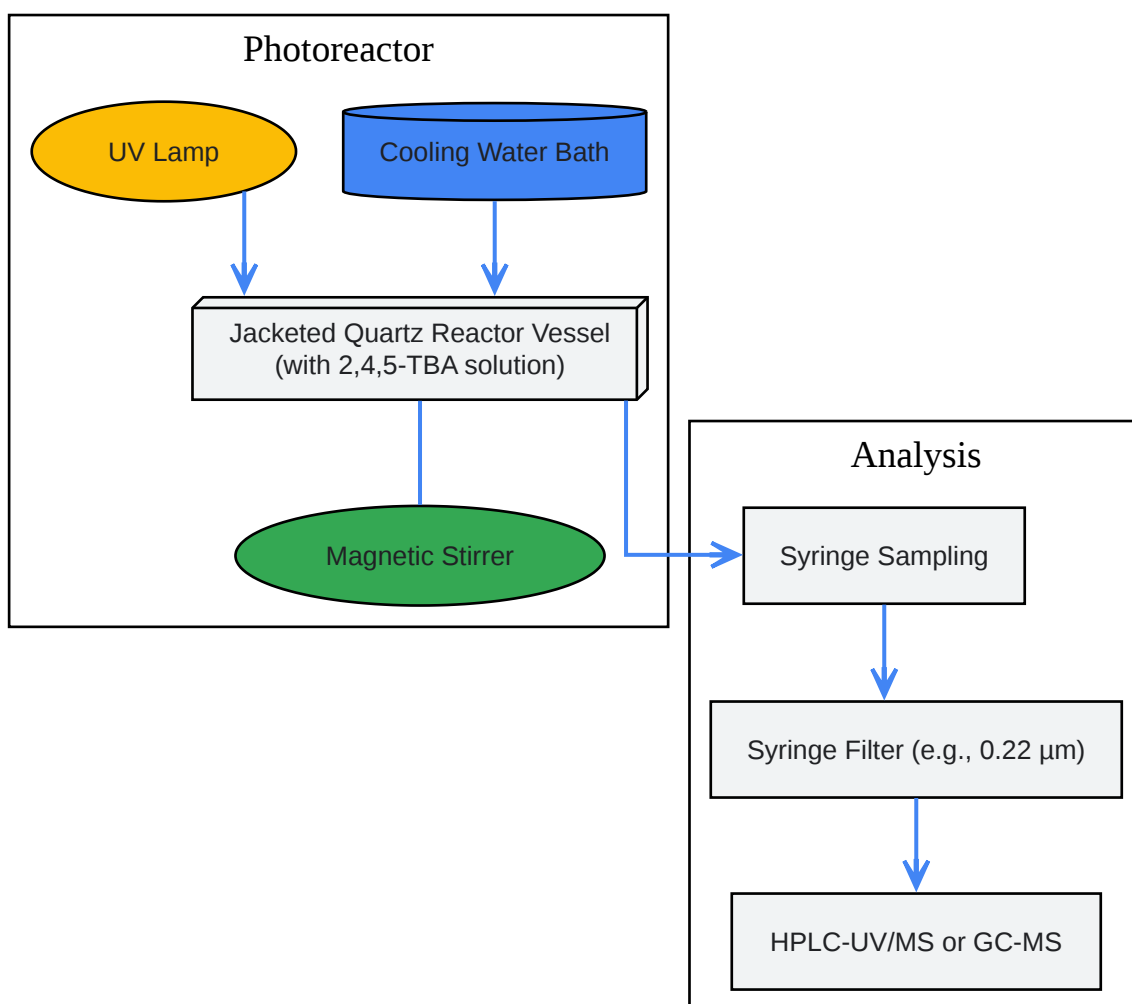 Photoreactor
UV Lamp
Cooling Water Bath
Jacketed Quartz Reactor Vessel
(with 2,4,5-TBA solution)
Magnetic Stirrer
Analysis
Syringe Sampling
Syringe Filter (e.g., 0.22 µm)
HPLC-UV/MS or GC-MS